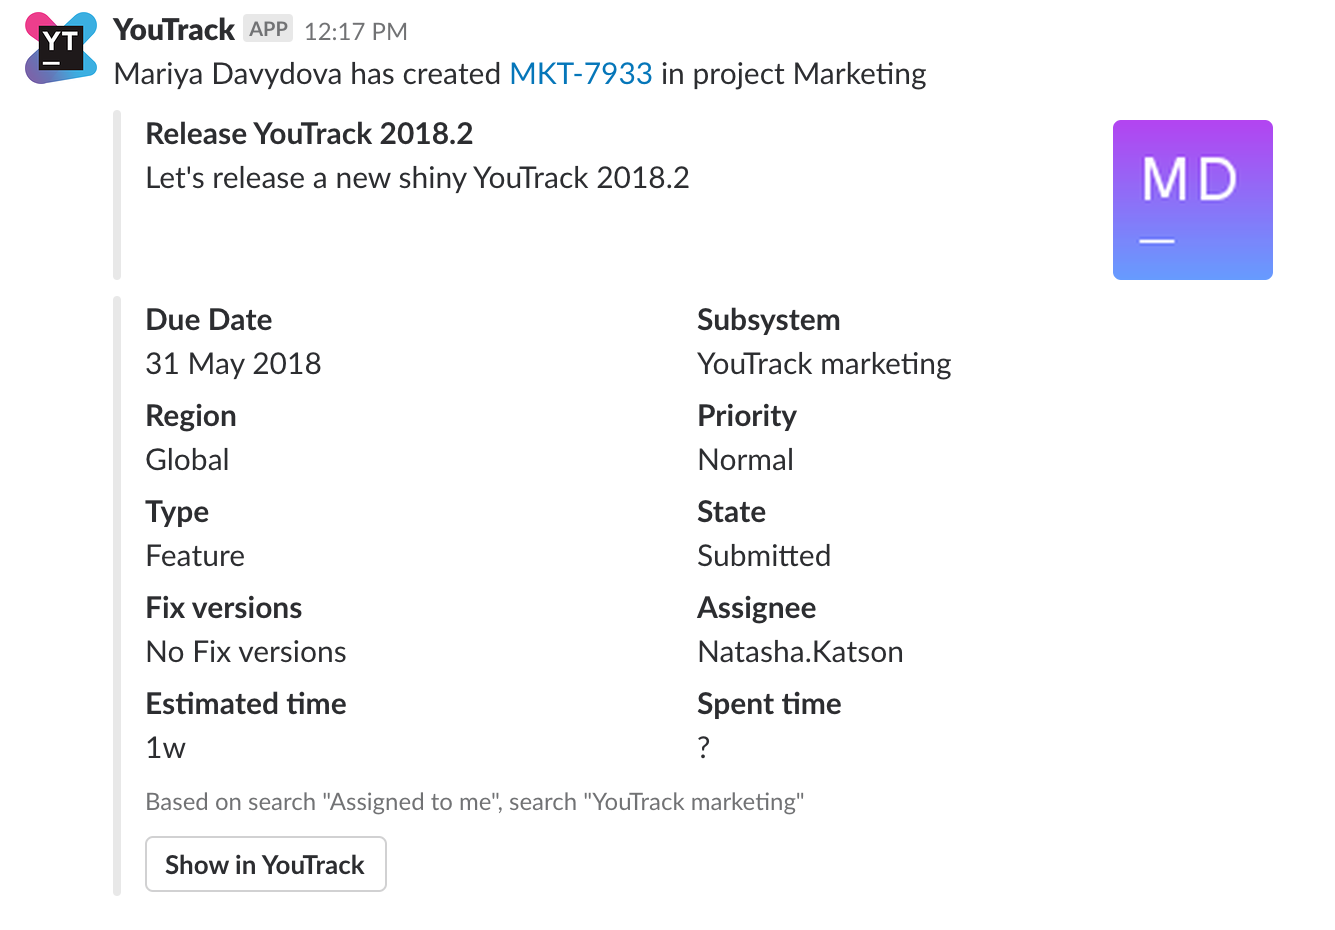 YT
YouTrack APP 12:17 PM
Mariya Davydova has created MKT-7933 in project Marketing
Release YouTrack 2018.2
Let's release a new shiny YouTrack 2018.2
MD
Due Date
31 May 2018
Subsystem
YouTrack marketing
Region
Global
Priority
Normal
Type
Feature
State
Submitted
Fix versions
No Fix versions
Assignee
Natasha.Katson
Estimated time
1w
Spent time
?
Based on search "Assigned to me", search "YouTrack marketing"
Show in YouTrack